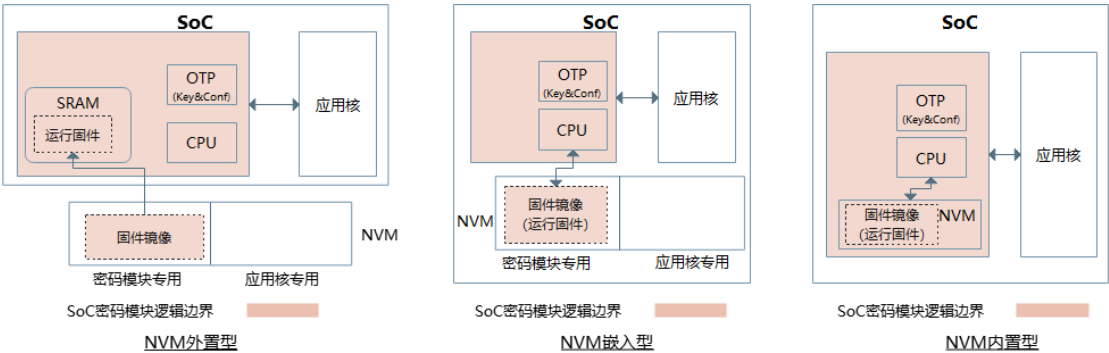 SoC
OTP
(Key&Conf)
SRAM
运行固件
CPU
应用核
固件镜像
NVM
密码模块专用
应用核专用
SoC密码模块逻辑边界
NVM外置型
SoC
OTP
(Key&Conf)
CPU
应用核
NVM
固件镜像
(运行固件)
密码模块专用
应用核专用
SoC密码模块逻辑边界
NVM嵌入型
SoC
OTP
(Key&Conf)
CPU
应用核
固件镜像
(运行固件)
NVM
SoC密码模块逻辑边界
NVM内置型